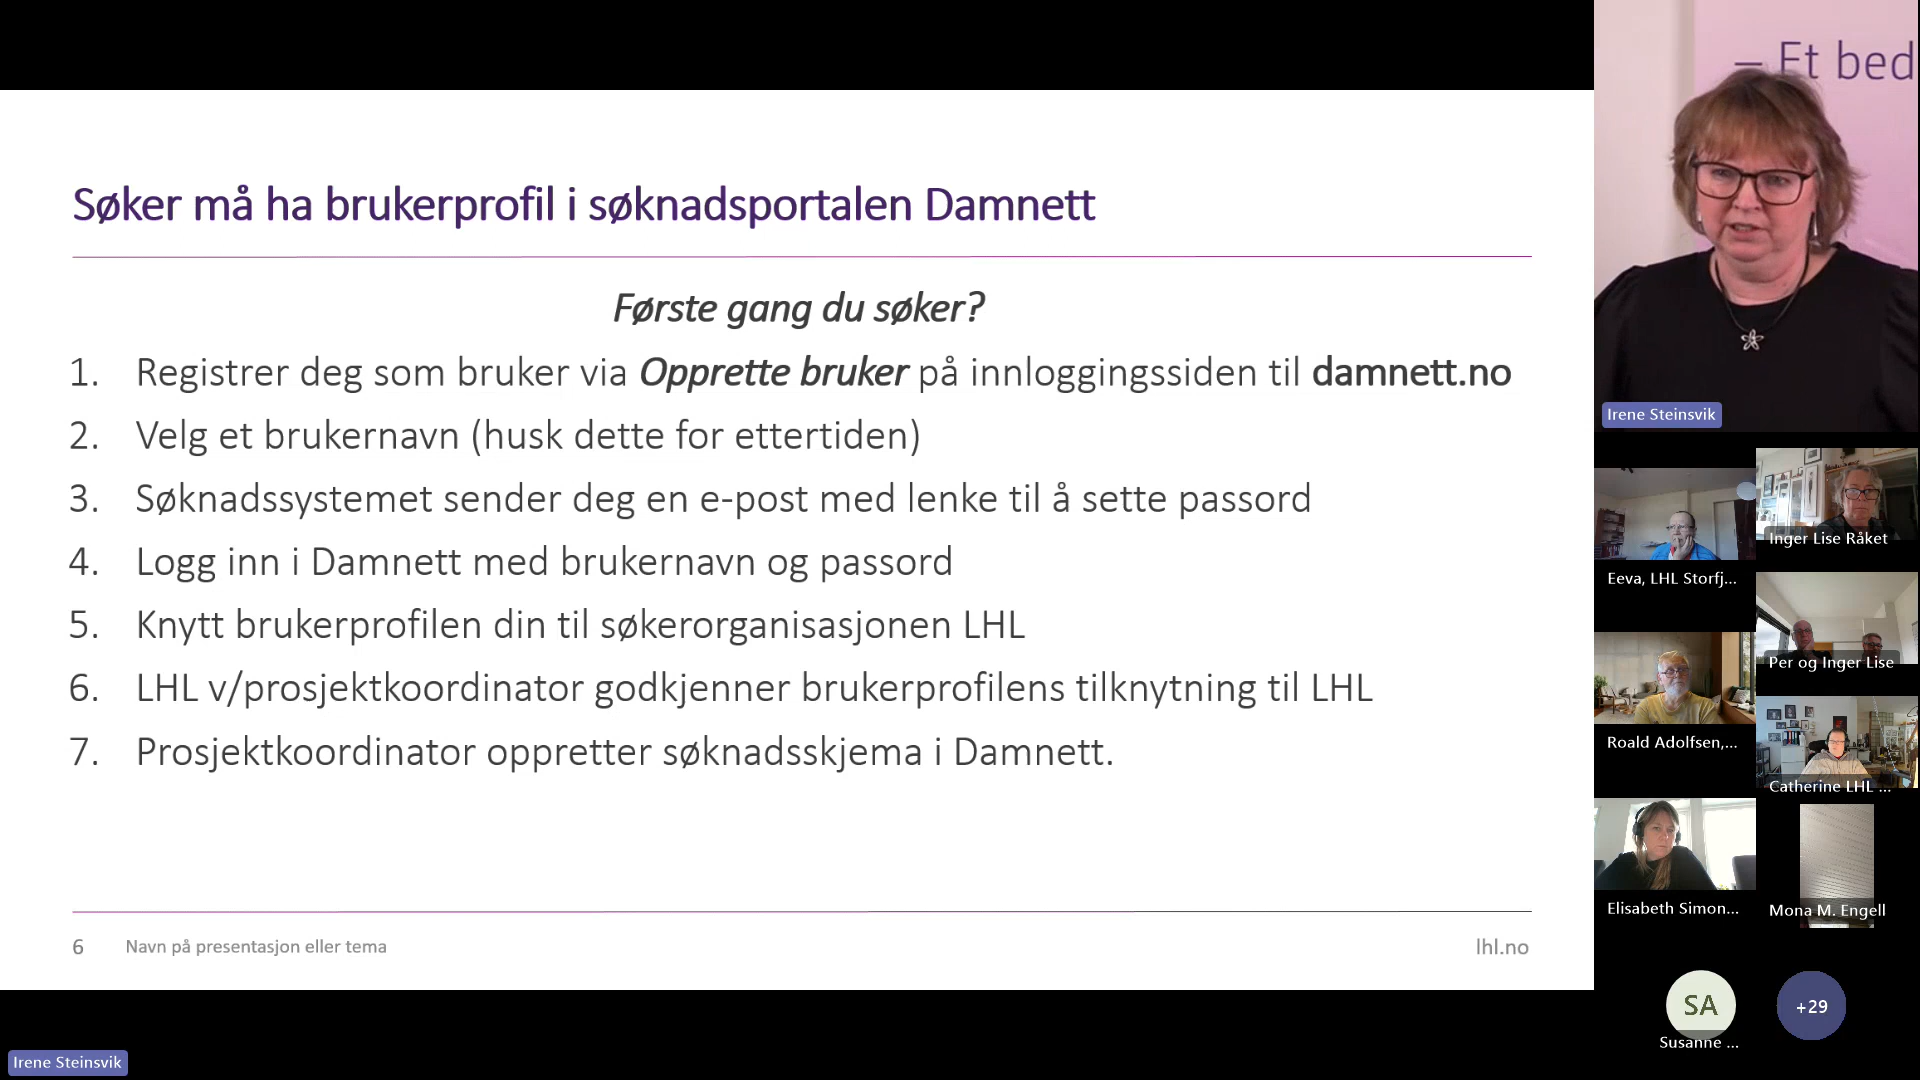 Søker må ha brukerprofil i søknadsportalen Damnett
Første gang du søker?
1. Registrer deg som bruker via Opprette bruker på innloggingssiden til damnett.no
2. Velg et brukernavn (husk dette for ettertiden)
3. Søknadssystemet sender deg en e-post med lenke til å sette passord
4. Logg inn i Damnett med brukernavn og passord
5. Knytt brukerprofilen din til søkerorganisasjonen LHL
6. LHL v/prosjektkoordinator godkjenner brukerprofilens tilknytning til LHL
7. Prosjektkoordinator oppretter søknadsskjema i Damnett.
6 Navn på presentasjon eller tema
lhl.no
Irene Steinsvik
– Et bed
Irene Steinsvik
Inger Lise Råket
Eeva, LHL Storfj...
Per og Inger Lise
Roald Adolfsen,...
Catherine LHL ...
Elisabeth Simon...
Mona M. Engell
SA
Susanne ...
+29